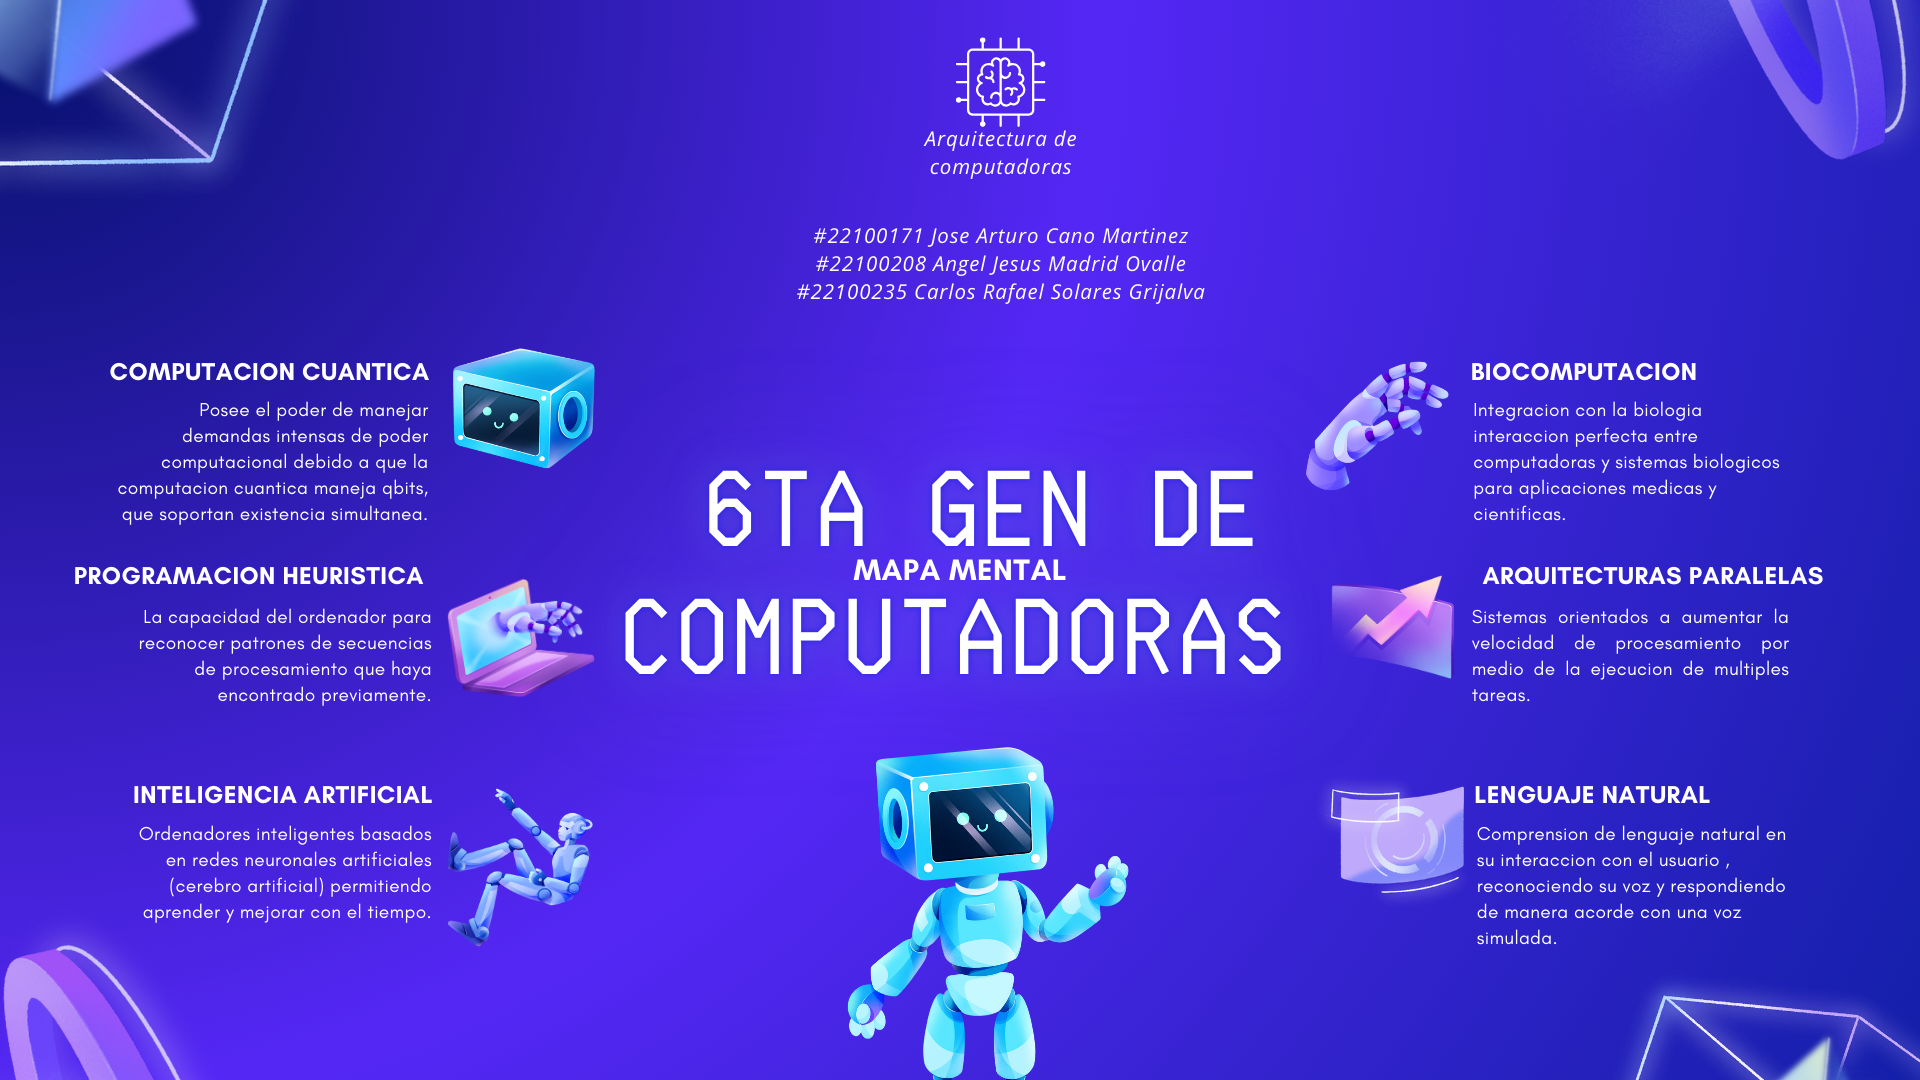 Arquitectura de
computadoras
#22100171 Jose Arturo Cano Martinez
#22100208 Angel Jesus Madrid Ovalle
#22100235 Carlos Rafael Solares Grijalva
6TA GEN DE
MAPA MENTAL
COMPUTADORAS
COMPUTACION CUANTICA
Posee el poder de manejar
demandas intensas de poder
computacional debido a que la
computacion cuantica maneja qbits,
que soportan existencia simultanea.
PROGRAMACION HEURISTICA
La capacidad del ordenador para
reconocer patrones de secuencias
de procesamiento que haya
encontrado previamente.
INTELIGENCIA ARTIFICIAL
Ordenadores inteligentes basados
en redes neuronales artificiales
(cerebro artificial) permitiendo
aprender y mejorar con el tiempo.
BIOCOMPUTACION
Integracion con la biologia
interaccion perfecta entre
computadoras y sistemas biologicos
para aplicaciones medicas y
cientificas.
ARQUITECTURAS PARALELAS
Sistemas orientados a aumentar la
velocidad de procesamiento por
medio de la ejecucion de multiples
tareas.
LENGUAJE NATURAL
Comprension de lenguaje natural en
su interaccion con el usuario ,
reconociendo su voz y respondiendo
de manera acorde con una voz
simulada.